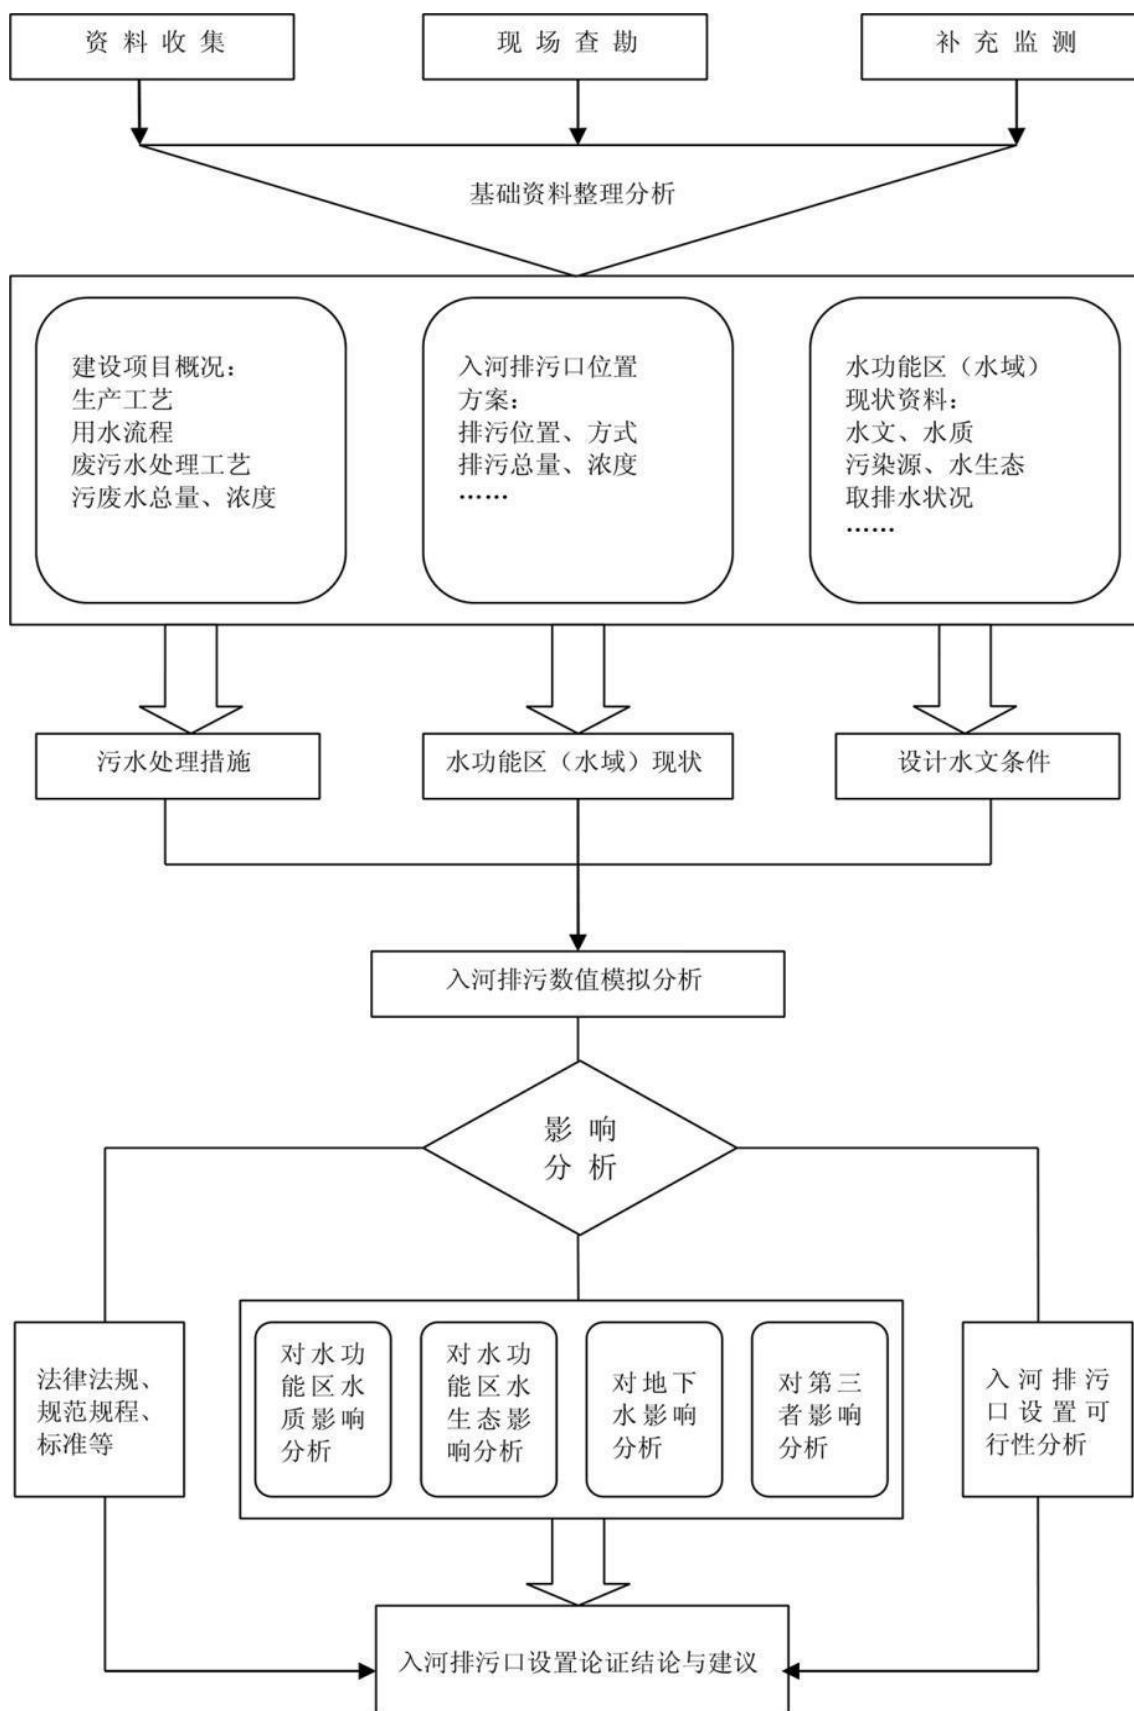 资料收集
现场查勘
补充监测
基础资料整理分析
建设项目概况：
生产工艺
用水流程
废污水处理工艺
污废水总量、浓度
入河排污口位置
方案：
排污位置、方式
排污总量、浓度
……
水功能区（水域）
现状资料：
水文、水质
污染源、水生态
取排水状况
……
污水处理措施
水功能区（水域）现状
设计水文条件
入河排污数值模拟分析
影响
分析
法律法规、
规范规程、
标准等
对水功
能区水
质影响
分析
对水功
能区水
生态影
响分析
对地下
水影响
分析
对第三
者影响
分析
入河排污
口设置可
行性分析
入河排污口设置论证结论与建议